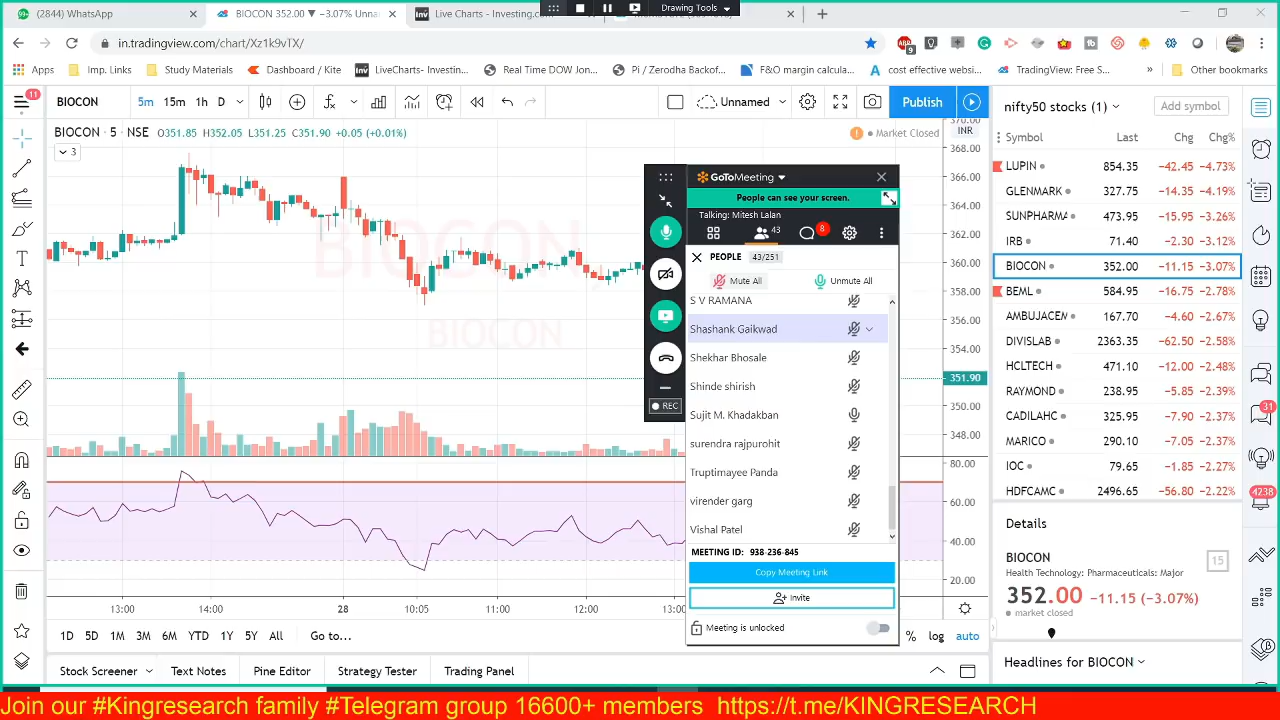 (2844) WhatsApp
BIOCON 352.00 ▼ −3.07% Unna
Live Charts - Investing.com
Drawing Tools
in.tradingview.com/chart/Xz1k9vTX/
Apps Imp. Links Study Materials Dashboard / Kite LiveCharts- Investin... Real Time DOW Jon... Pi / Zerodha Backof... F&O margin calcula... cost effective websi... TradingView: Free S... » Other bookmarks
11
BIOCON 5m 15m 1h D Unnamed Publish
nifty50 stocks (1) Add symbol
BIOCON • 5 • NSE O351.85 H352.05 L351.25 C351.90 +0.05 (+0.01%)
Market Closed
INR
3
BIOCON
BIOCON
370.00
368.00
366.00
364.00
362.00
360.00
358.00
356.00
354.00
351.90
350.00
348.00
80.00
60.00
40.00
20.00
13:00 14:00 28 10:05 11:00 12:00 13:00
1D 5D 1M 3M 6M YTD 1Y 5Y All Go to...
% log auto
Stock Screener Text Notes Pine Editor Strategy Tester Trading Panel
GoToMeeting
People can see your screen.
Talking: Mitesh Lalan
43
8
PEOPLE 43/251
Mute All Unmute All
S V RAMANA
Shashank Gaikwad
Shekhar Bhosale
Shinde shirish
Sujit M. Khadakban
surendra rajpurohit
Truptimayee Panda
virender garg
Vishal Patel
REC
MEETING ID: 938-236-845
Copy Meeting Link
Invite
Meeting is unlocked
Symbol Last Chg Chg%
LUPIN 854.35 −42.45 −4.73%
GLENMARK 327.75 −14.35 −4.19%
SUNPHARMA 473.95 −15.95 −3.26%
IRB 71.40 −2.30 −3.12%
BIOCON 352.00 −11.15 −3.07%
BEML 584.95 −16.75 −2.78%
AMBUJACEM 167.70 −4.60 −2.67%
DIVISLAB 2363.35 −62.50 −2.58%
HCLTECH 471.10 −12.00 −2.48%
RAYMOND 238.95 −5.85 −2.39%
CADILAHC 325.95 −7.90 −2.37%
MARICO 290.10 −7.05 −2.37%
IOC 79.65 −1.85 −2.27%
HDFCAMC 2496.65 −56.80 −2.22%
31
4238
Details
BIOCON
15
Health Technology: Pharmaceuticals: Major
352.00 −11.15 (−3.07%)
market closed
Headlines for BIOCON
Join our #Kingresearch family #Telegram group 16600+ members https://t.me/KINGRESEARCH